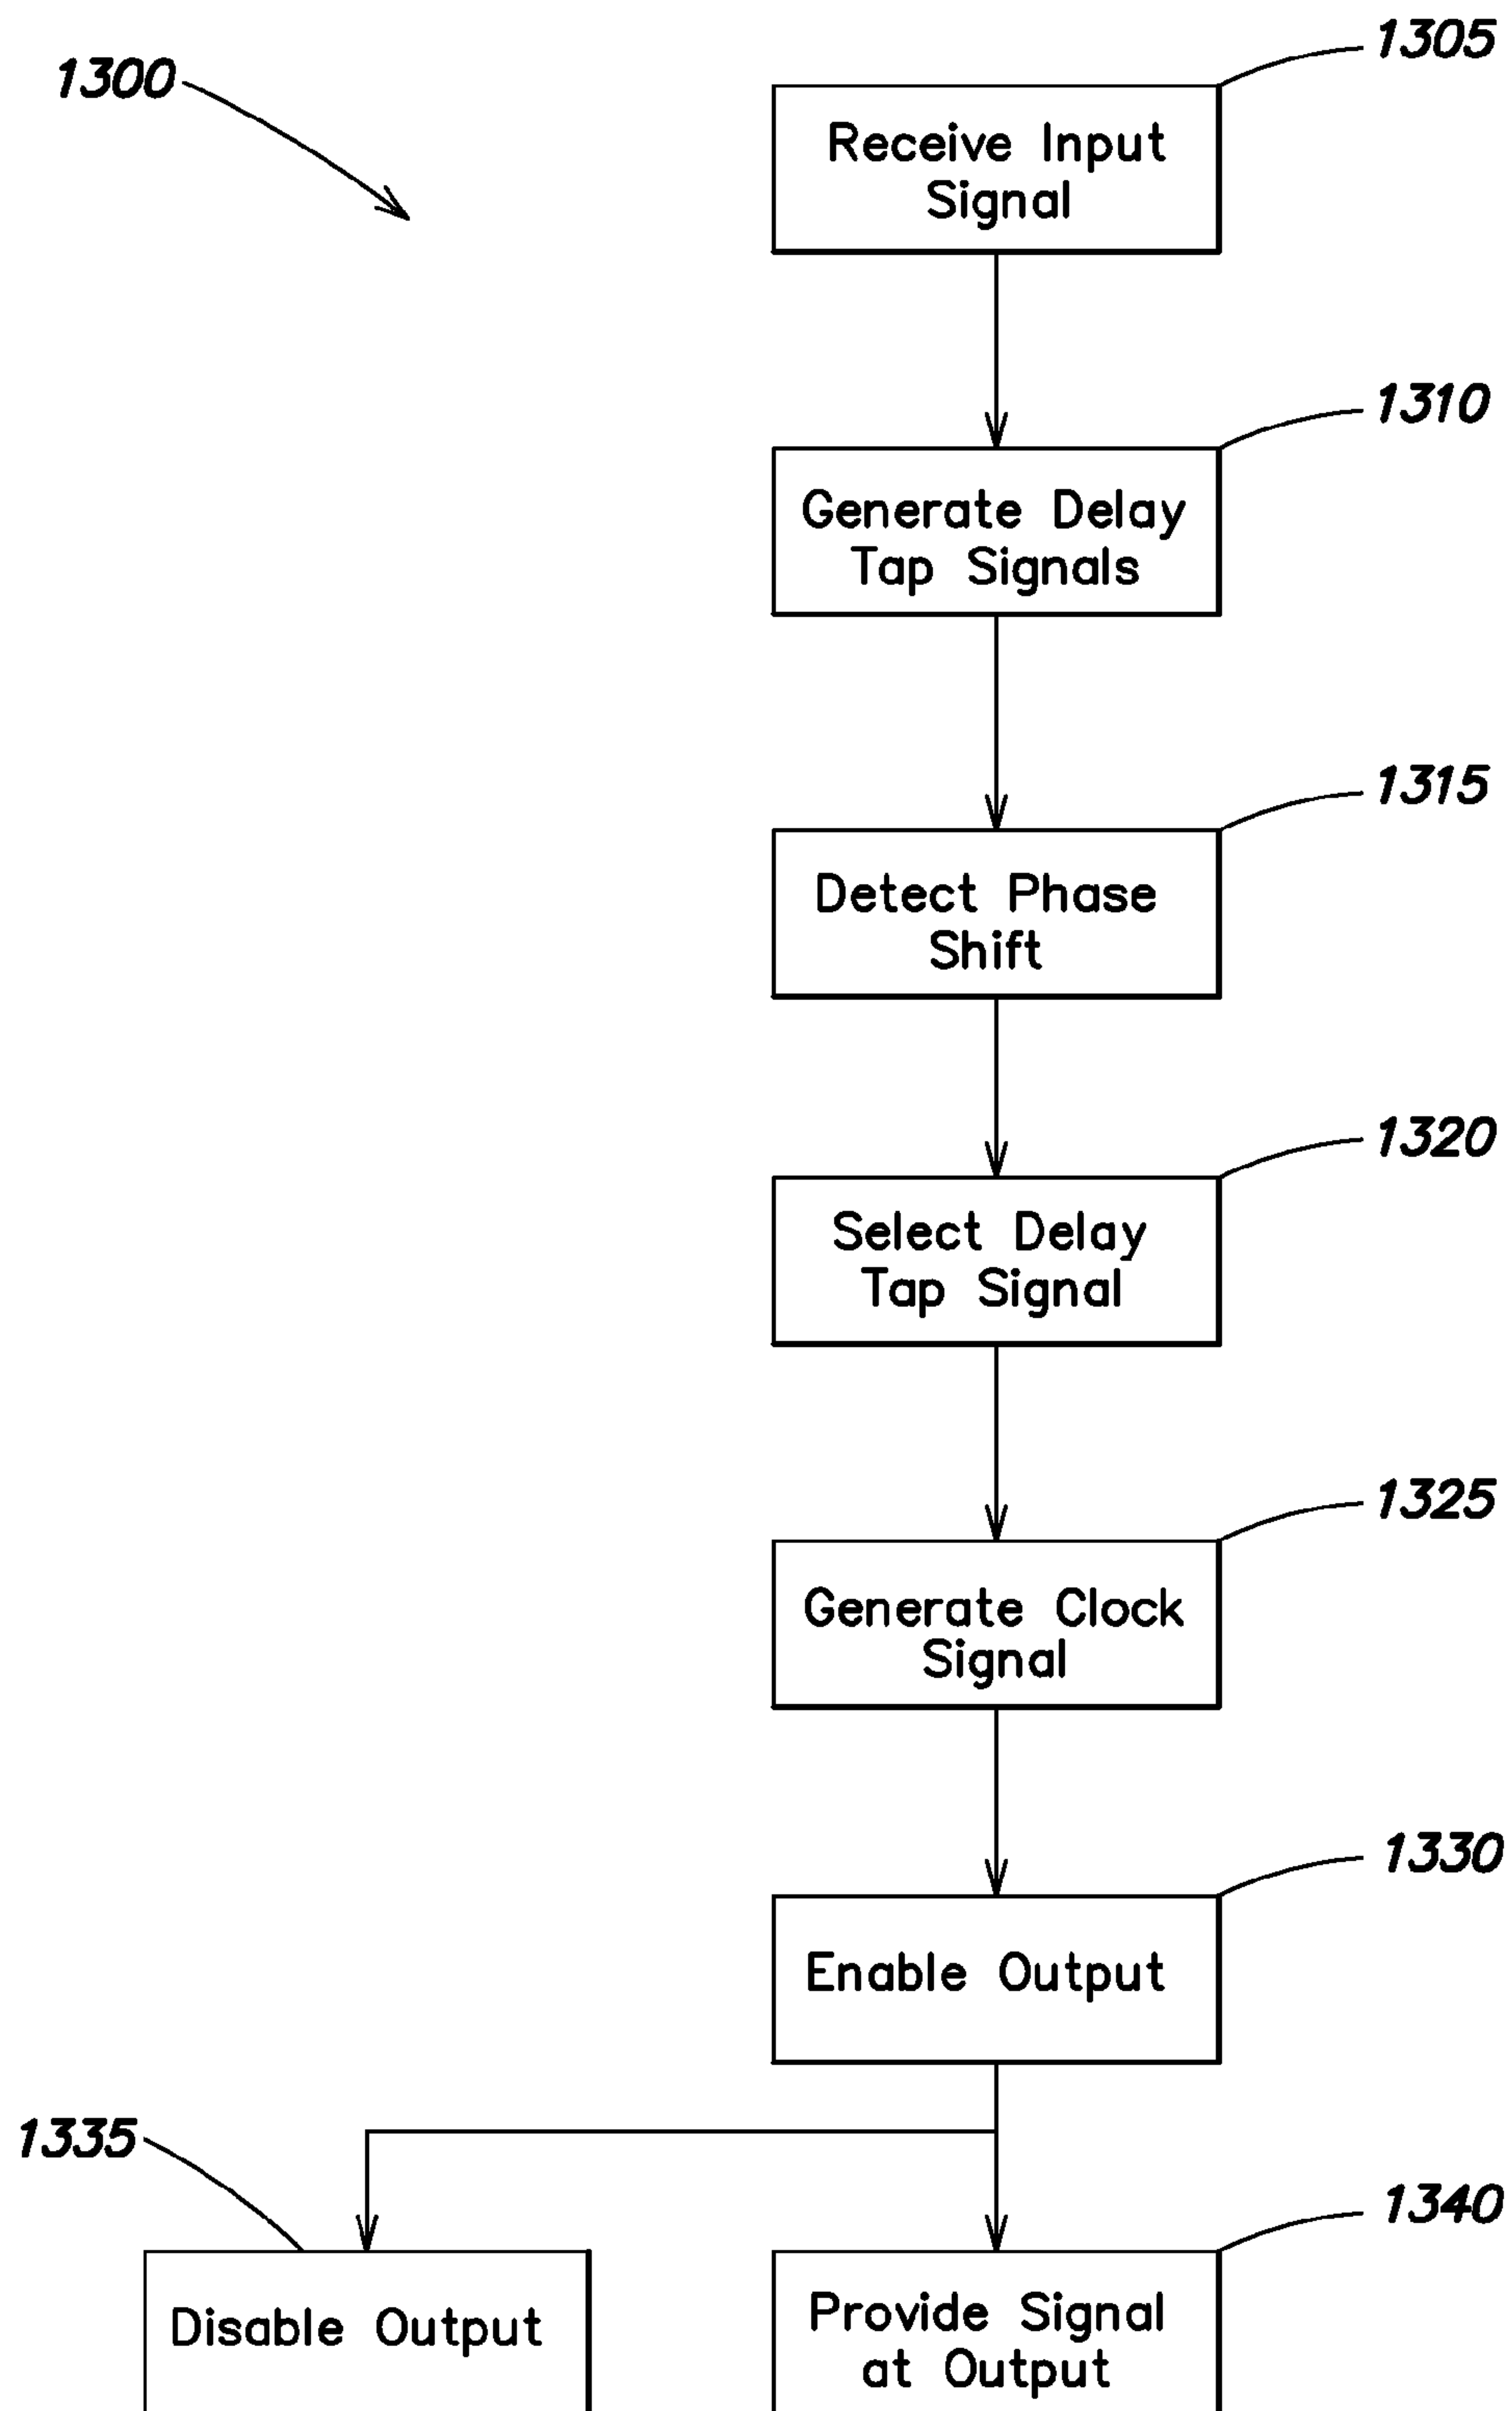 1300
1305
Receive Input
Signal
1310
Generate Delay
Tap Signals
1315
Detect Phase
Shift
1320
Select Delay
Tap Signal
1325
Generate Clock
Signal
1330
Enable Output
1335
Disable Output
1340
Provide Signal
at Output